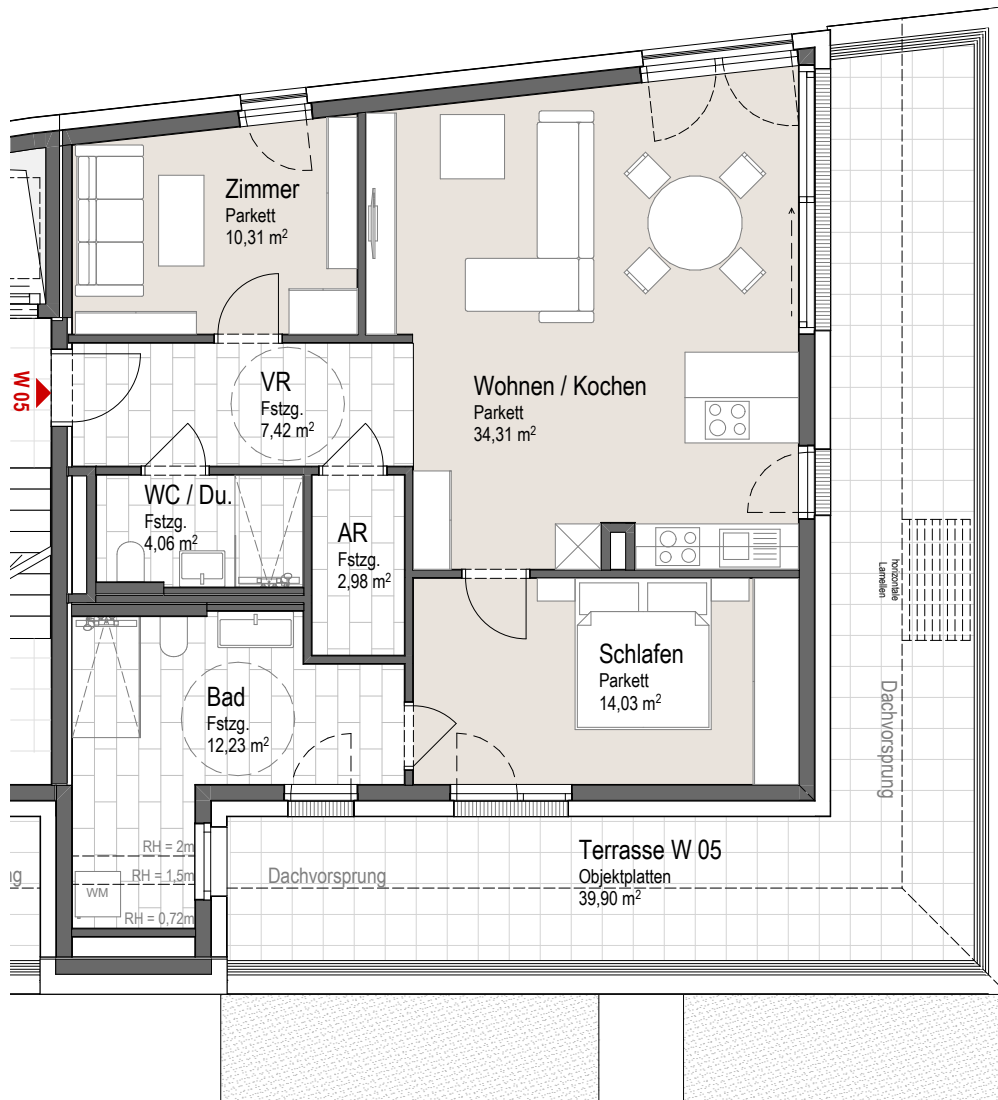 Zimmer
Parkett
10,31 m²
W 05
VR
Fstzg.
7,42 m²
Wohnen / Kochen
Parkett
34,31 m²
WC / Du.
Fstzg.
4,06 m²
AR
Fstzg.
2,98 m²
horizontale
Lamellen
Schlafen
Parkett
14,03 m²
Bad
Fstzg.
12,23 m²
Dachvorsprung
RH = 2m
RH = 1,5m
WM
RH = 0,72m
ng
Dachvorsprung
Terrasse W 05
Objektplatten
39,90 m²